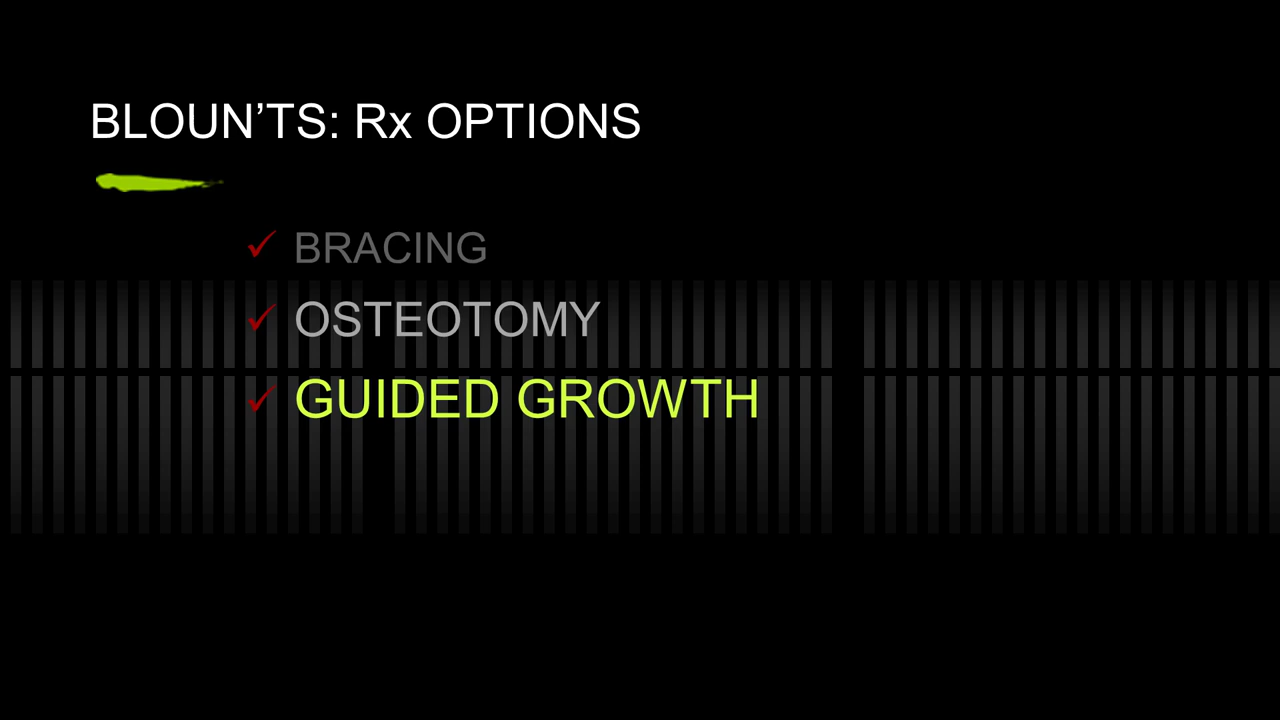 BLOUN’TS: Rx OPTIONS
✓ BRACING
✓ OSTEOTOMY
✓ GUIDED GROWTH